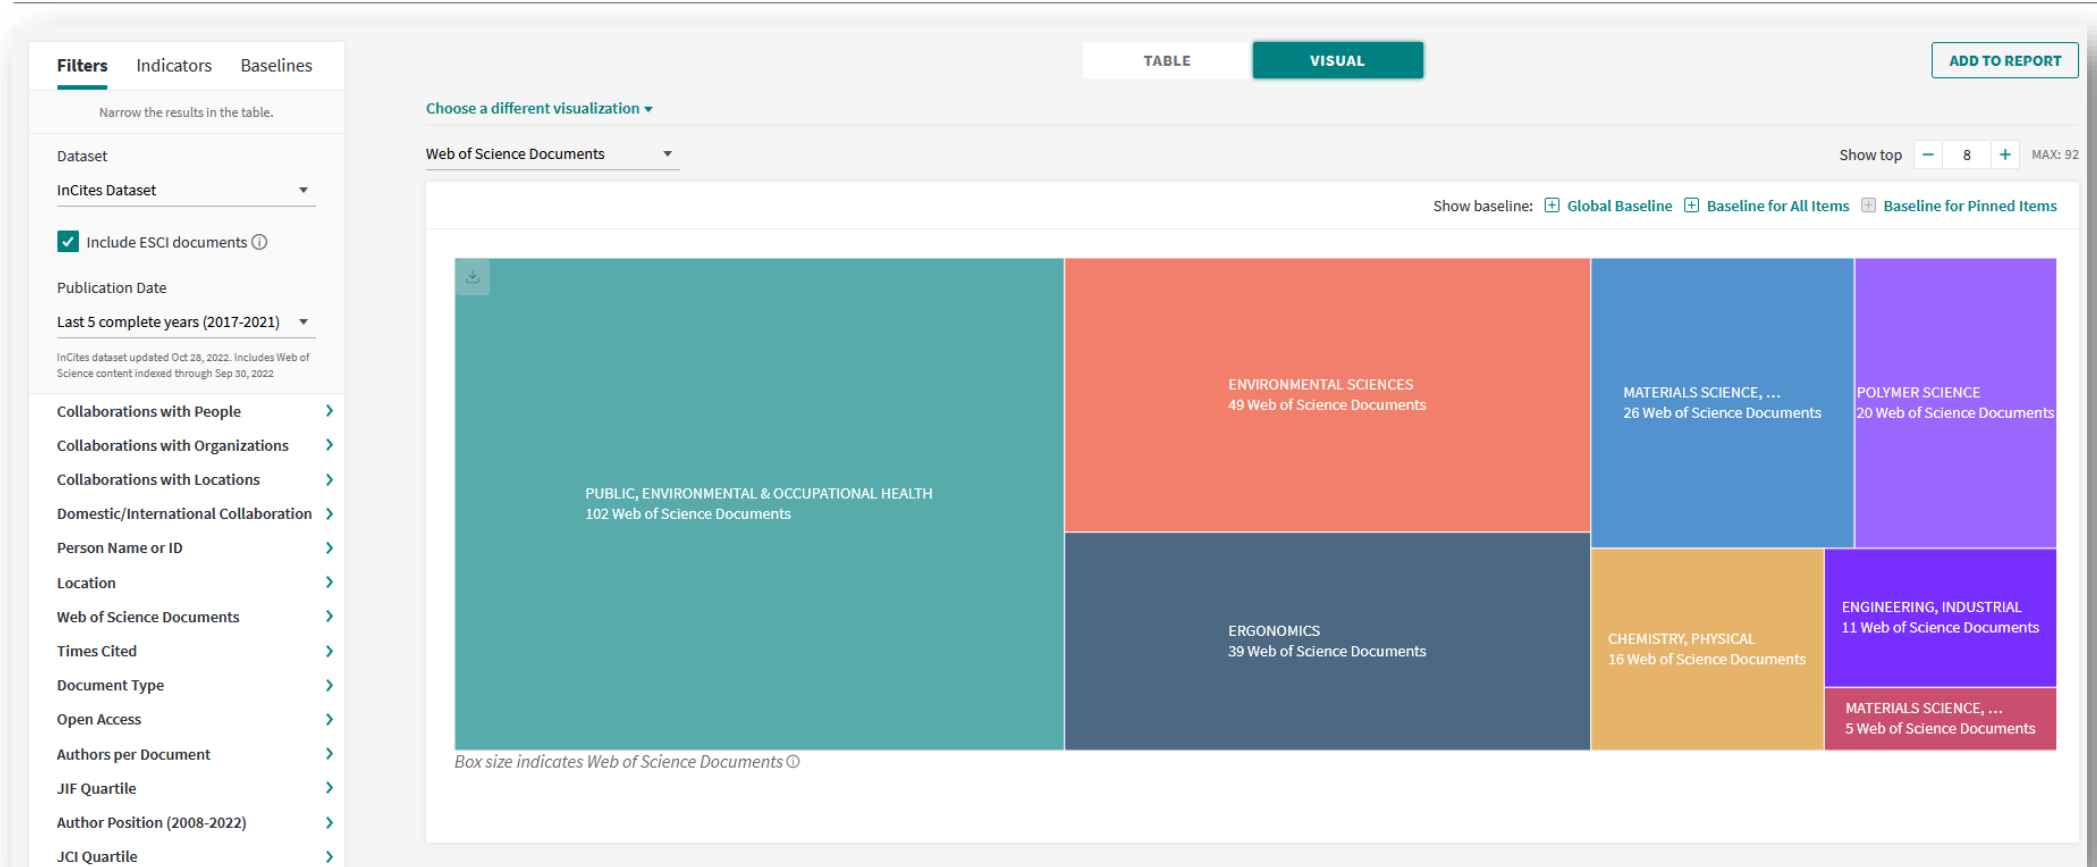 Filters Indicators Baselines
Narrow the results in the table.
Dataset
InCites Dataset
Include ESCI documents
Publication Date
Last 5 complete years (2017-2021)
InCites dataset updated Oct 28, 2022. Includes Web of
Science content indexed through Sep 30, 2022
Collaborations with People
Collaborations with Organizations
Collaborations with Locations
Domestic/International Collaboration
Person Name or ID
Location
Web of Science Documents
Times Cited
Document Type
Open Access
Authors per Document
JIF Quartile
Author Position (2008-2022)
JCI Quartile
TABLE VISUAL
ADD TO REPORT
Choose a different visualization
Web of Science Documents
Show top − 8 + MAX: 92
Show baseline: Global Baseline Baseline for All Items Baseline for Pinned Items
PUBLIC, ENVIRONMENTAL & OCCUPATIONAL HEALTH
102 Web of Science Documents
ENVIRONMENTAL SCIENCES
49 Web of Science Documents
ERGONOMICS
39 Web of Science Documents
MATERIALS SCIENCE, ...
26 Web of Science Documents
POLYMER SCIENCE
20 Web of Science Documents
CHEMISTRY, PHYSICAL
16 Web of Science Documents
ENGINEERING, INDUSTRIAL
11 Web of Science Documents
MATERIALS SCIENCE, ...
5 Web of Science Documents
Box size indicates Web of Science Documents